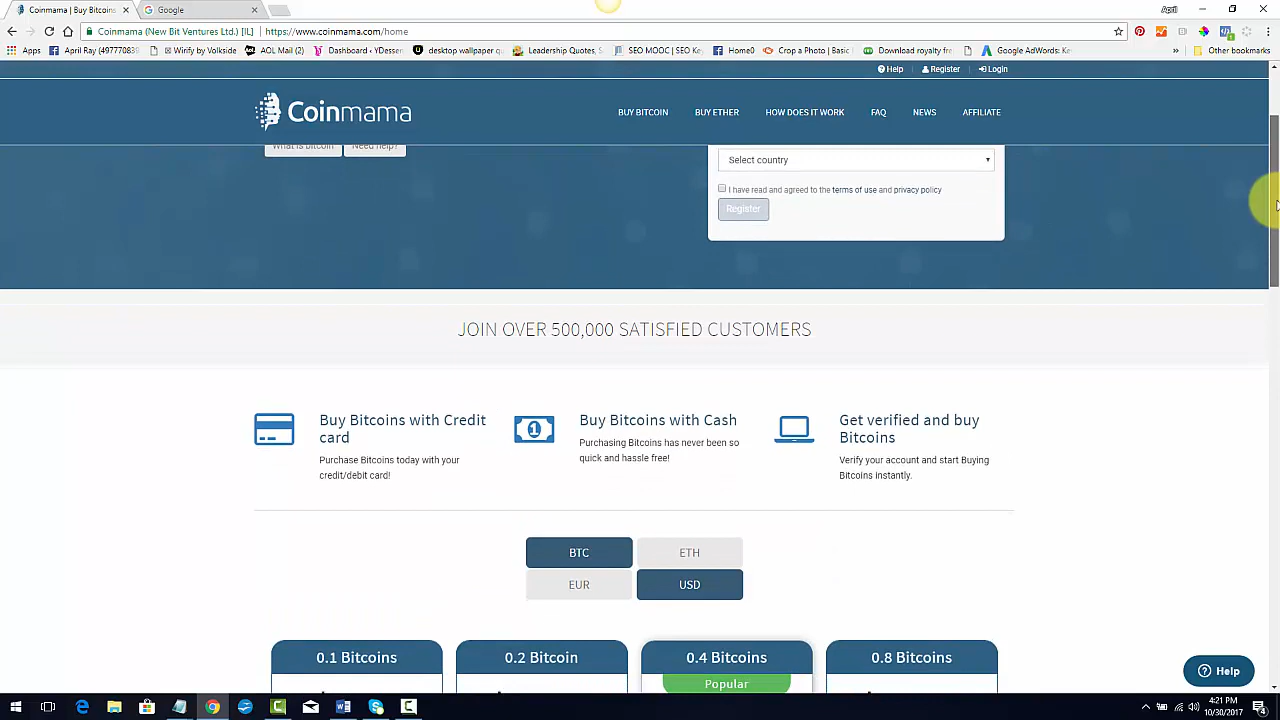 Coinmama | Buy Bitcoins
Google
April
Coinmama (New Bit Ventures Ltd.) [IL]
https://www.coinmama.com/home
Apps
April Ray (497770839
Wirify by Volkside
AOL Mail (2)
Dashboard ‹ YDesser
desktop wallpaper qu
Leadership Quotes, S
SEO MOOC | SEO Key
Home0
Crop a Photo | Basic
Download royalty fre
Google AdWords: Ke
»
Other bookmarks
Help
Register
Login
Coinmama
BUY BITCOIN
BUY ETHER
HOW DOES IT WORK
FAQ
NEWS
AFFILIATE
What is bitcoin
Need help?
Select country
I have read and agreed to the terms of use and privacy policy
Register
JOIN OVER 500,000 SATISFIED CUSTOMERS
Buy Bitcoins with Credit
card
Purchase Bitcoins today with your
credit/debit card!
Buy Bitcoins with Cash
Purchasing Bitcoins has never been so
quick and hassle free!
Get verified and buy
Bitcoins
Verify your account and start Buying
Bitcoins instantly.
BTC
ETH
EUR
USD
0.1 Bitcoins
0.2 Bitcoin
0.4 Bitcoins
0.8 Bitcoins
Popular
Help
4:21 PM
10/30/2017